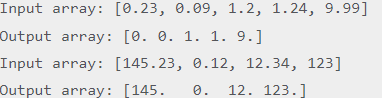 Input array: [0.23, 0.09, 1.2, 1.24, 9.99]
Output array: [0. 0. 1. 1. 9.]
Input array: [145.23, 0.12, 12.34, 123]
Output array: [145.   0.  12. 123.]